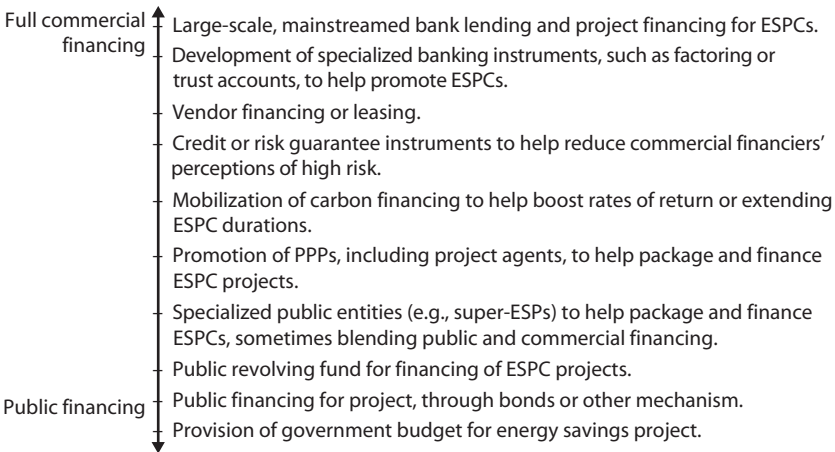 Full commercial
financing
Large-scale, mainstreamed bank lending and project financing for ESPCs.
Development of specialized banking instruments, such as factoring or
trust accounts, to help promote ESPCs.
Vendor financing or leasing.
Credit or risk guarantee instruments to help reduce commercial financiers’
perceptions of high risk.
Mobilization of carbon financing to help boost rates of return or extending
ESPC durations.
Promotion of PPPs, including project agents, to help package and finance
ESPC projects.
Specialized public entities (e.g., super-ESPs) to help package and finance
ESPCs, sometimes blending public and commercial financing.
Public revolving fund for financing of ESPC projects.
Public financing
Public financing for project, through bonds or other mechanism.
Provision of government budget for energy savings project.